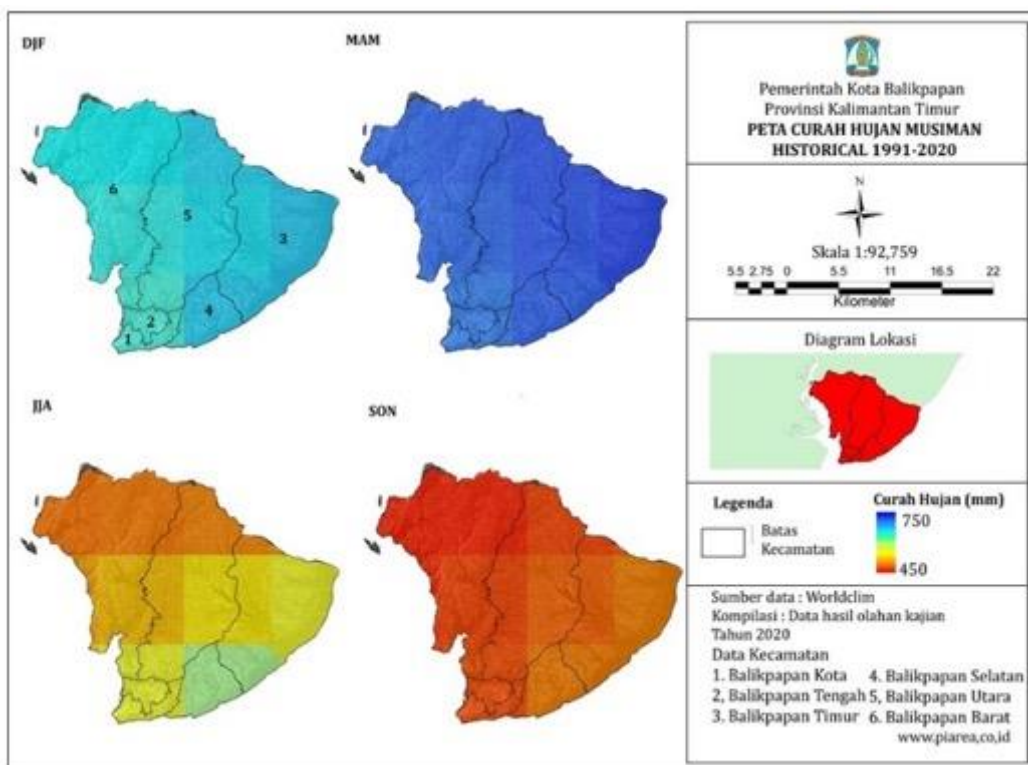 DJF
MAM
6
5
3
4
2
1
JJA
SON
Pemerintah Kota Balikpapan
Provinsi Kalimantan Timur
PETA CURAH HUJAN MUSIMAN
HISTORICAL 1991-2020
N
Skala 1:92,759
5.5 2.75 0 5.5 11 16.5 22
Kilometer
Diagram Lokasi
Legenda
Batas
Kecamatan
Curah Hujan (mm)
750
450
Sumber data : Worldclim
Kompilasi : Data hasil olahan kajian
Tahun 2020
Data Kecamatan
1. Balikpapan Kota 4. Balikpapan Selatan
2, Balikpapan Tengah 5, Balikpapan Utara
3. Balikpapan Timur 6. Balikpapan Barat
www.piarea,co,id